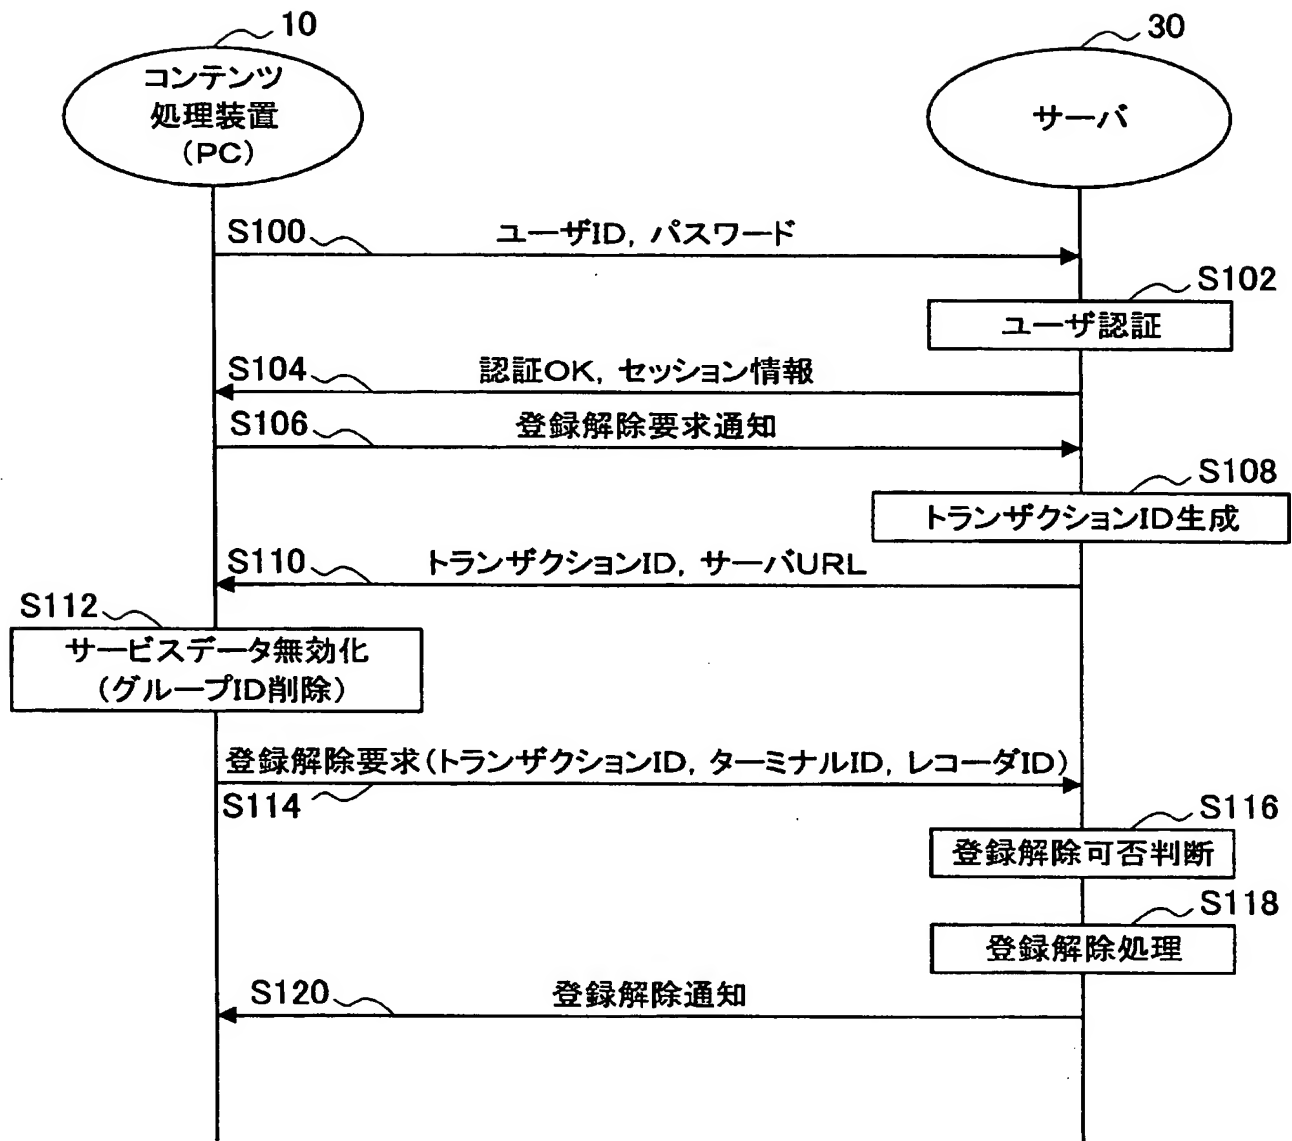 10
30
コンテンツ
処理装置
(PC)
サーバ
S100
ユーザID, パスワード
S102
ユーザ認証
S104
認証OK, セッション情報
S106
登録解除要求通知
S108
トランザクションID生成
S110
トランザクションID, サーバURL
S112
サービスデータ無効化
(グループID削除)
登録解除要求(トランザクションID, ターミナルID, レコーダID)
S114
S116
登録解除可否判断
S118
登録解除処理
S120
登録解除通知